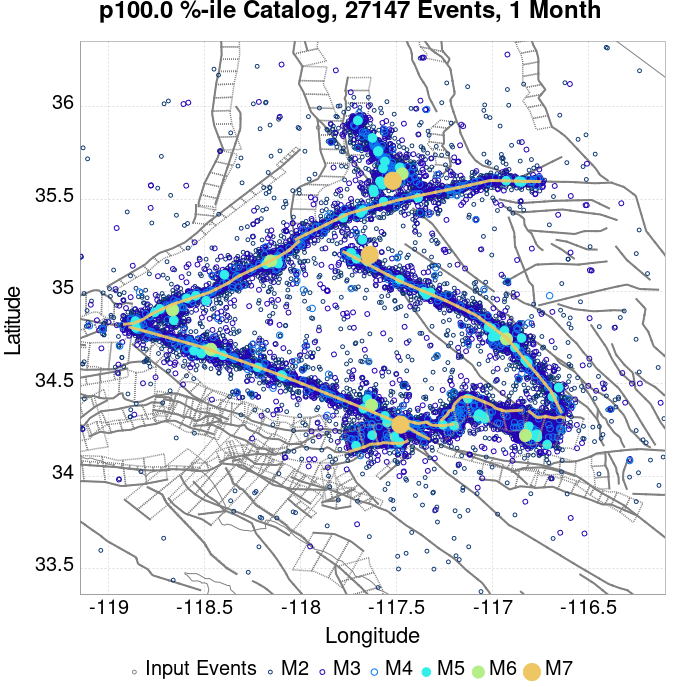 p100.0 %-ile Catalog, 27147 Events, 1 Month
36
35.5
35
34.5
34
33.5
Latitude
-119 -118.5 -118 -117.5 -117 -116.5
Longitude
Input Events M2 M3 M4 M5 M6 M7